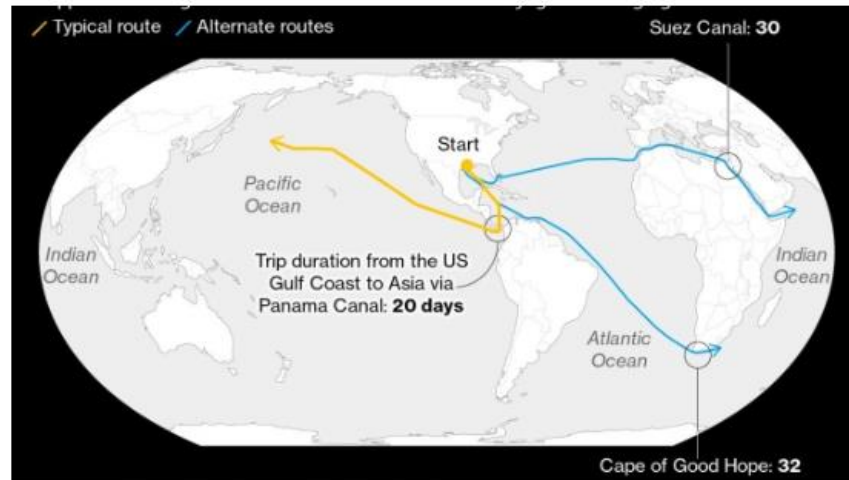 Typical route Alternate routes
Suez Canal: 30
Start
Pacific
Ocean
Indian
Ocean
Trip duration from the US
Gulf Coast to Asia via
Panama Canal: 20 days
Indian
Ocean
Atlantic
Ocean
Cape of Good Hope: 32